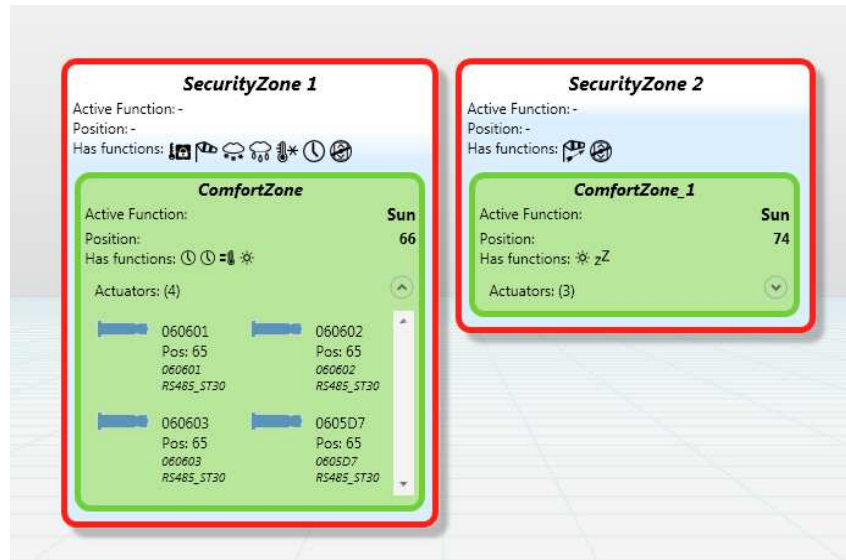 SecurityZone 1
Active Function: -
Position: -
Has functions:
ComfortZone
Active Function: Sun
Position: 66
Has functions:
Actuators: (4)
060601 060602
Pos: 65 Pos: 65
060601 060602
RS485_ST30 RS485_ST30
060603 0605D7
Pos: 65 Pos: 65
060603 0605D7
RS485_ST30 RS485_ST30
SecurityZone 2
Active Function: -
Position: -
Has functions:
ComfortZone_1
Active Function: Sun
Position: 74
Has functions: zZ
Actuators: (3)